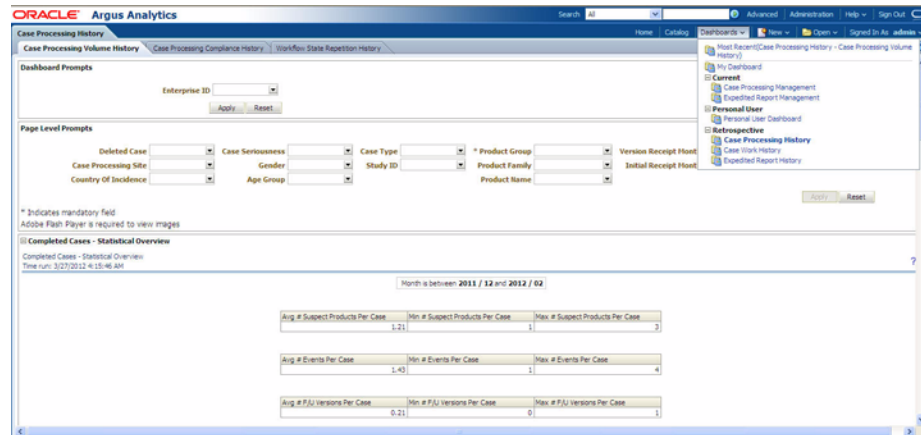 ORACLE Argus Analytics
Search All Advanced Administration Help Sign Out
Case Processing History
Home Catalog Dashboards New Open Signed In As admin
Case Processing Volume History Case Processing Compliance History Workflow State Repetition History
Most Recent(Case Processing History - Case Processing Volume History)
My Dashboard
Current
Case Processing Management
Expedited Report Management
Personal User
Personal User Dashboard
Retrospective
Case Processing History
Case Work History
Expedited Report History
Dashboard Prompts
Enterprise ID
Apply Reset
Page Level Prompts
Deleted Case Case Seriousness Case Type * Product Group Version Receipt Mont
Case Processing Site Gender Study ID Product Family Initial Receipt Mont
Country Of Incidence Age Group Product Name
Apply Reset
* Indicates mandatory field
Adobe Flash Player is required to view images
Completed Cases - Statistical Overview
Completed Cases - Statistical Overview
Time run: 3/27/2012 4:15:46 AM
?
Month is between 2011 / 12 and 2012 / 02
Avg # Suspect Products Per Case Min # Suspect Products Per Case Max # Suspect Products Per Case
1.21 1 3
Avg # Events Per Case Min # Events Per Case Max # Events Per Case
1.43 1 4
Avg # F/U Versions Per Case Min # F/U Versions Per Case Max # F/U Versions Per Case
0.21 0 1